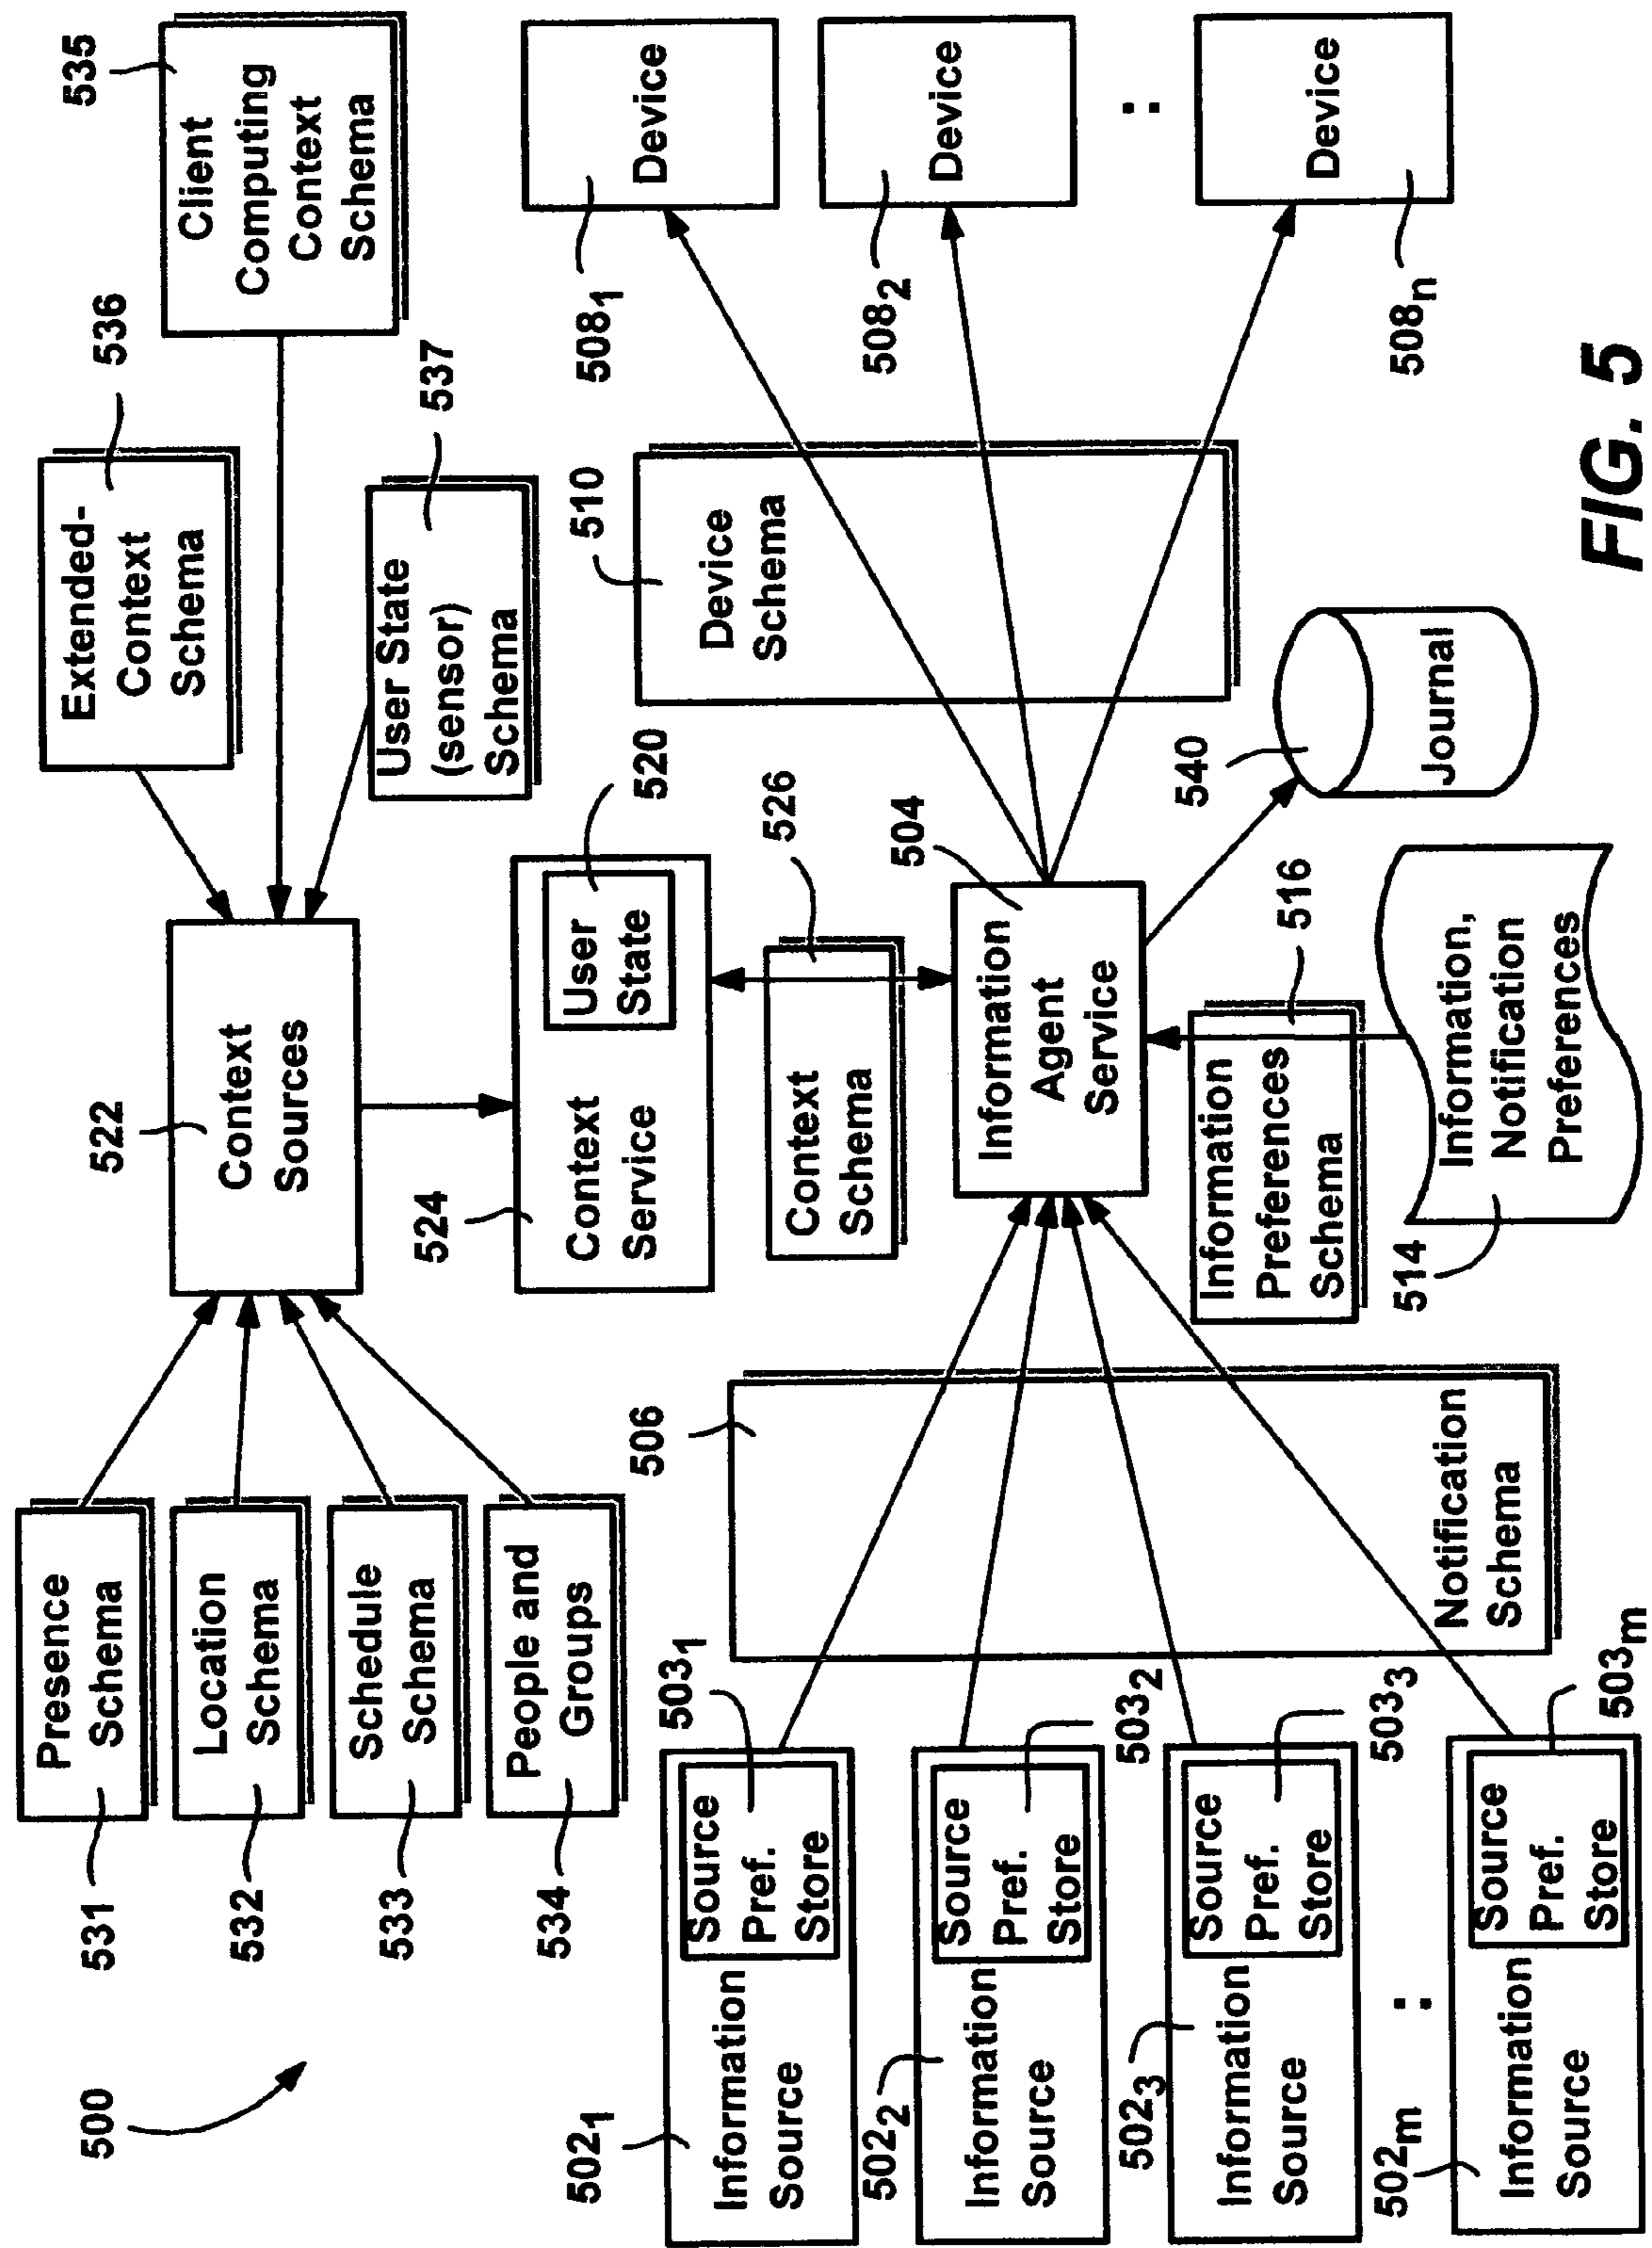 500
531
Presence
Schema
532
Location
Schema
533
Schedule
Schema
534
People and
Groups
522
Context
Sources
Extended-
Context
Schema
536
Client
Computing
Context
Schema
535
User State
(sensor)
Schema
537
524
Context
Service
User
State
520
Context
Schema
526
502₁
Information
Source
Source
Pref.
Store
503₁
502₂
Information
Source
Source
Pref.
Store
503₂
502₃
Information
Source
Source
Pref.
Store
503₃
:
502m
Information
Source
Source
Pref.
Store
503m
506
Notification
Schema
504
Information
Agent
Service
Information
Preferences
Schema
516
514
Information,
Notification
Preferences
540
Journal
510
Device
Schema
508₁
Device
508₂
Device
:
508n
Device
FIG. 5